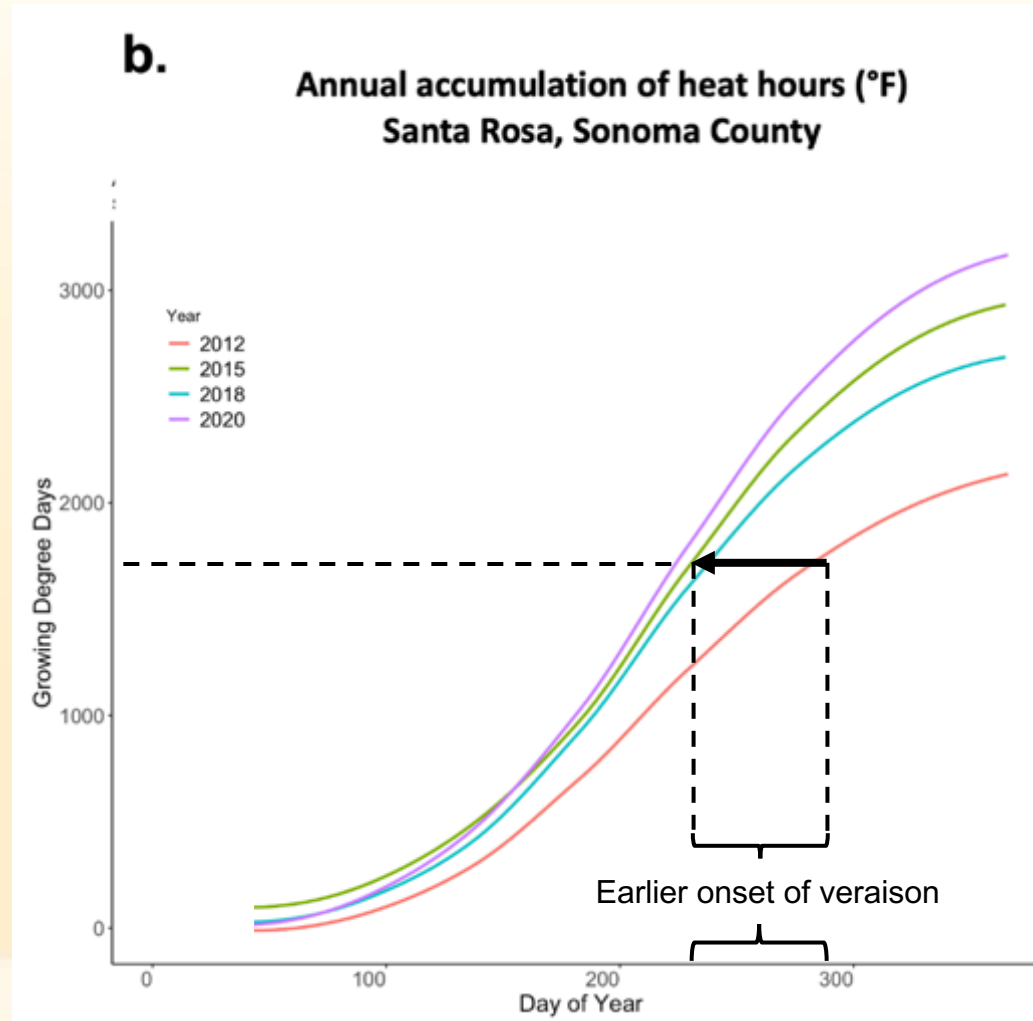 b.
Annual accumulation of heat hours (°F)
Santa Rosa, Sonoma County
3000
2000
1000
0
Growing Degree Days
Year
2012
2015
2018
2020
Earlier onset of veraison
0
100
200
300
Day of Year